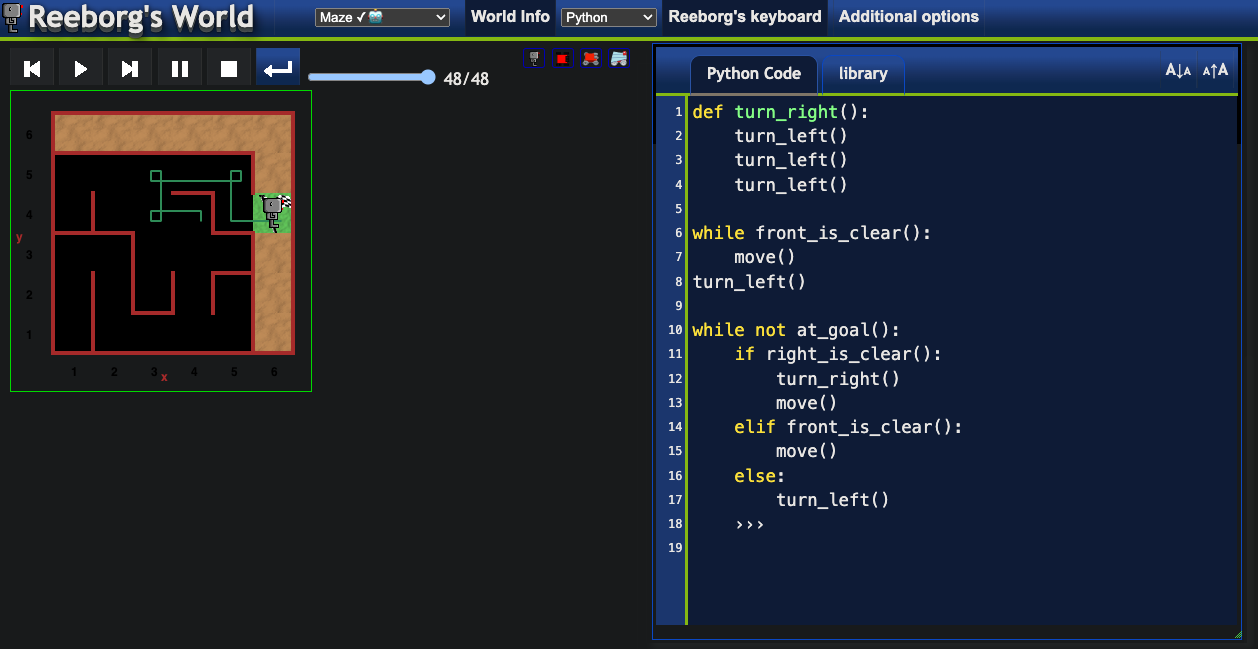 Reeborg's World
Maze ✓
World Info
Python
Reeborg's keyboard
Additional options
48/48
6
5
4
3
2
1
y
1 2 3 4 5 6
x
Python Code
library
A↓A A↑A
1 def turn_right():
2     turn_left()
3     turn_left()
4     turn_left()
5
6 while front_is_clear():
7     move()
8 turn_left()
9
10 while not at_goal():
11     if right_is_clear():
12         turn_right()
13         move()
14     elif front_is_clear():
15         move()
16     else:
17         turn_left()
18     ›››
19